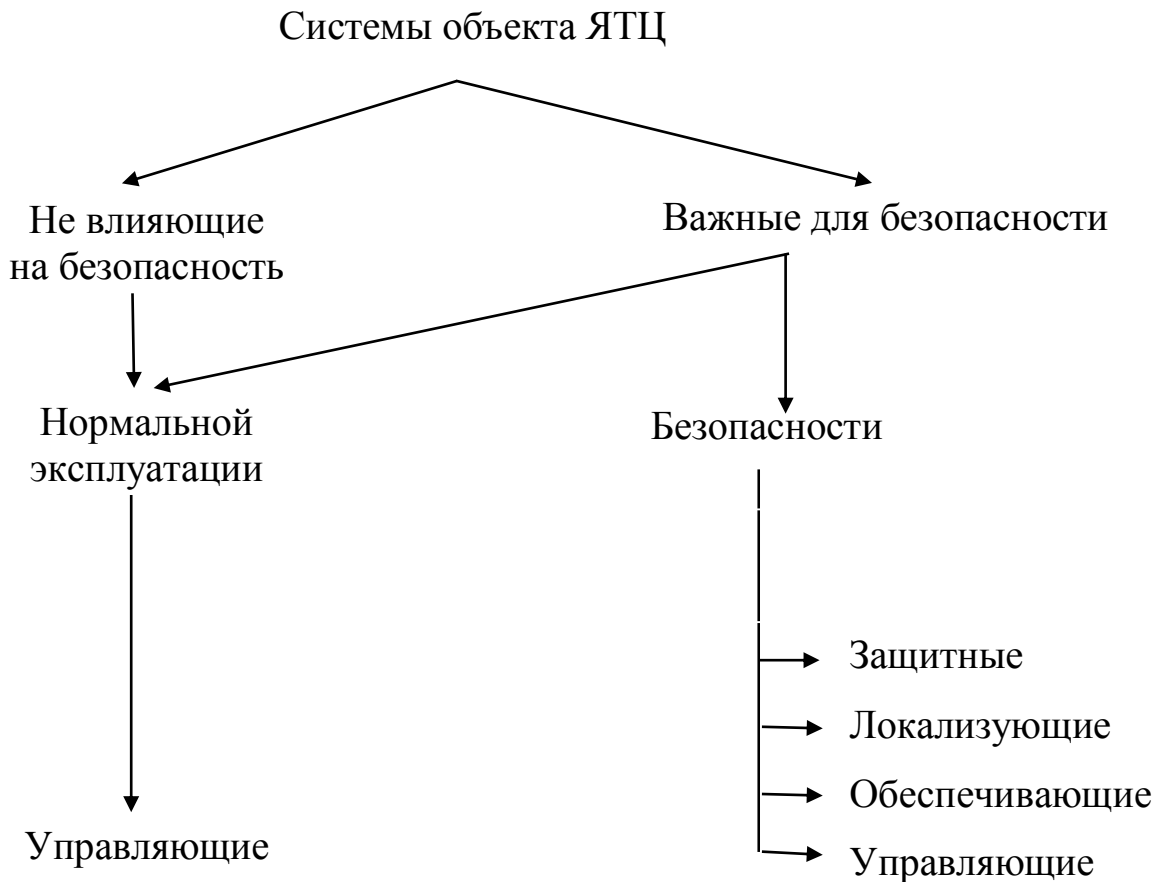 Системы объекта ЯТЦ
Не влияющие
на безопасность
Важные для безопасности
Нормальной
эксплуатации
Безопасности
Защитные
Локализующие
Обеспечивающие
Управляющие
Управляющие